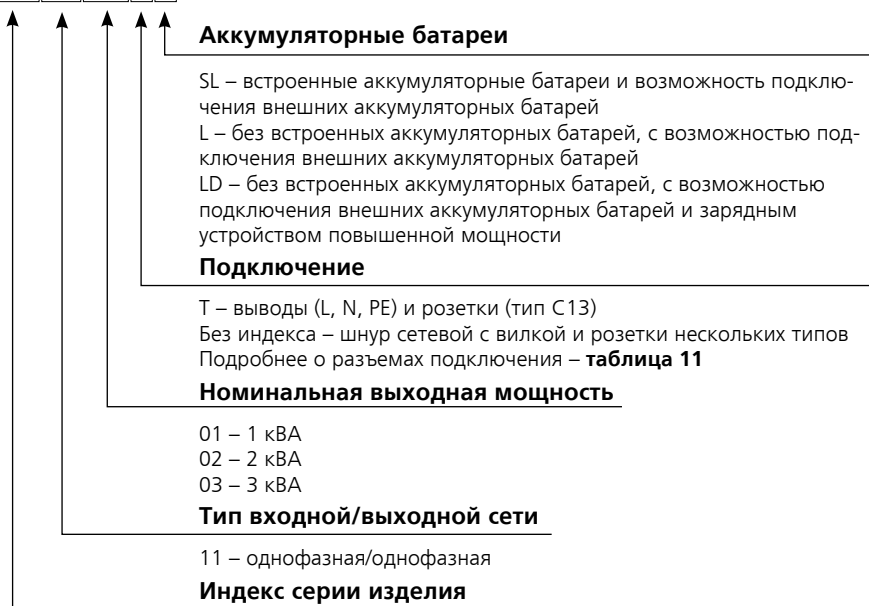 Аккумуляторные батареи
SL – встроенные аккумуляторные батареи и возможность подклю-
чения внешних аккумуляторных батарей
L – без встроенных аккумуляторных батарей, с возможностью под-
ключения внешних аккумуляторных батарей
LD – без встроенных аккумуляторных батарей, с возможностью
подключения внешних аккумуляторных батарей и зарядным
устройством повышенной мощности
Подключение
T – выводы (L, N, PE) и розетки (тип C13)
Без индекса – шнур сетевой с вилкой и розетки нескольких типов
Подробнее о разъемах подключения – таблица 11
Номинальная выходная мощность
01 – 1 кВА
02 – 2 кВА
03 – 3 кВА
Тип входной/выходной сети
11 – однофазная/однофазная
Индекс серии изделия